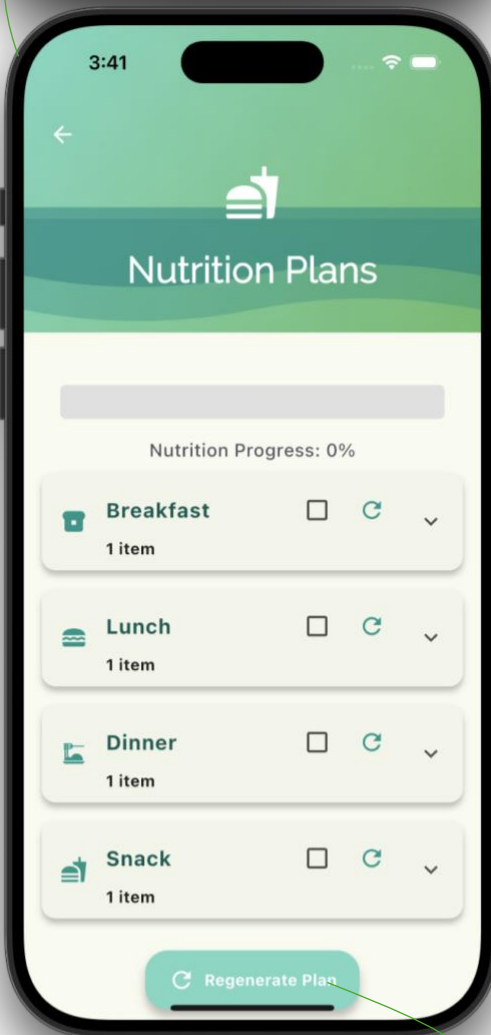 3:41
Nutrition Plans
Nutrition Progress: 0%
Breakfast
1 item
Lunch
1 item
Dinner
1 item
Snack
1 item
Regenerate Plan